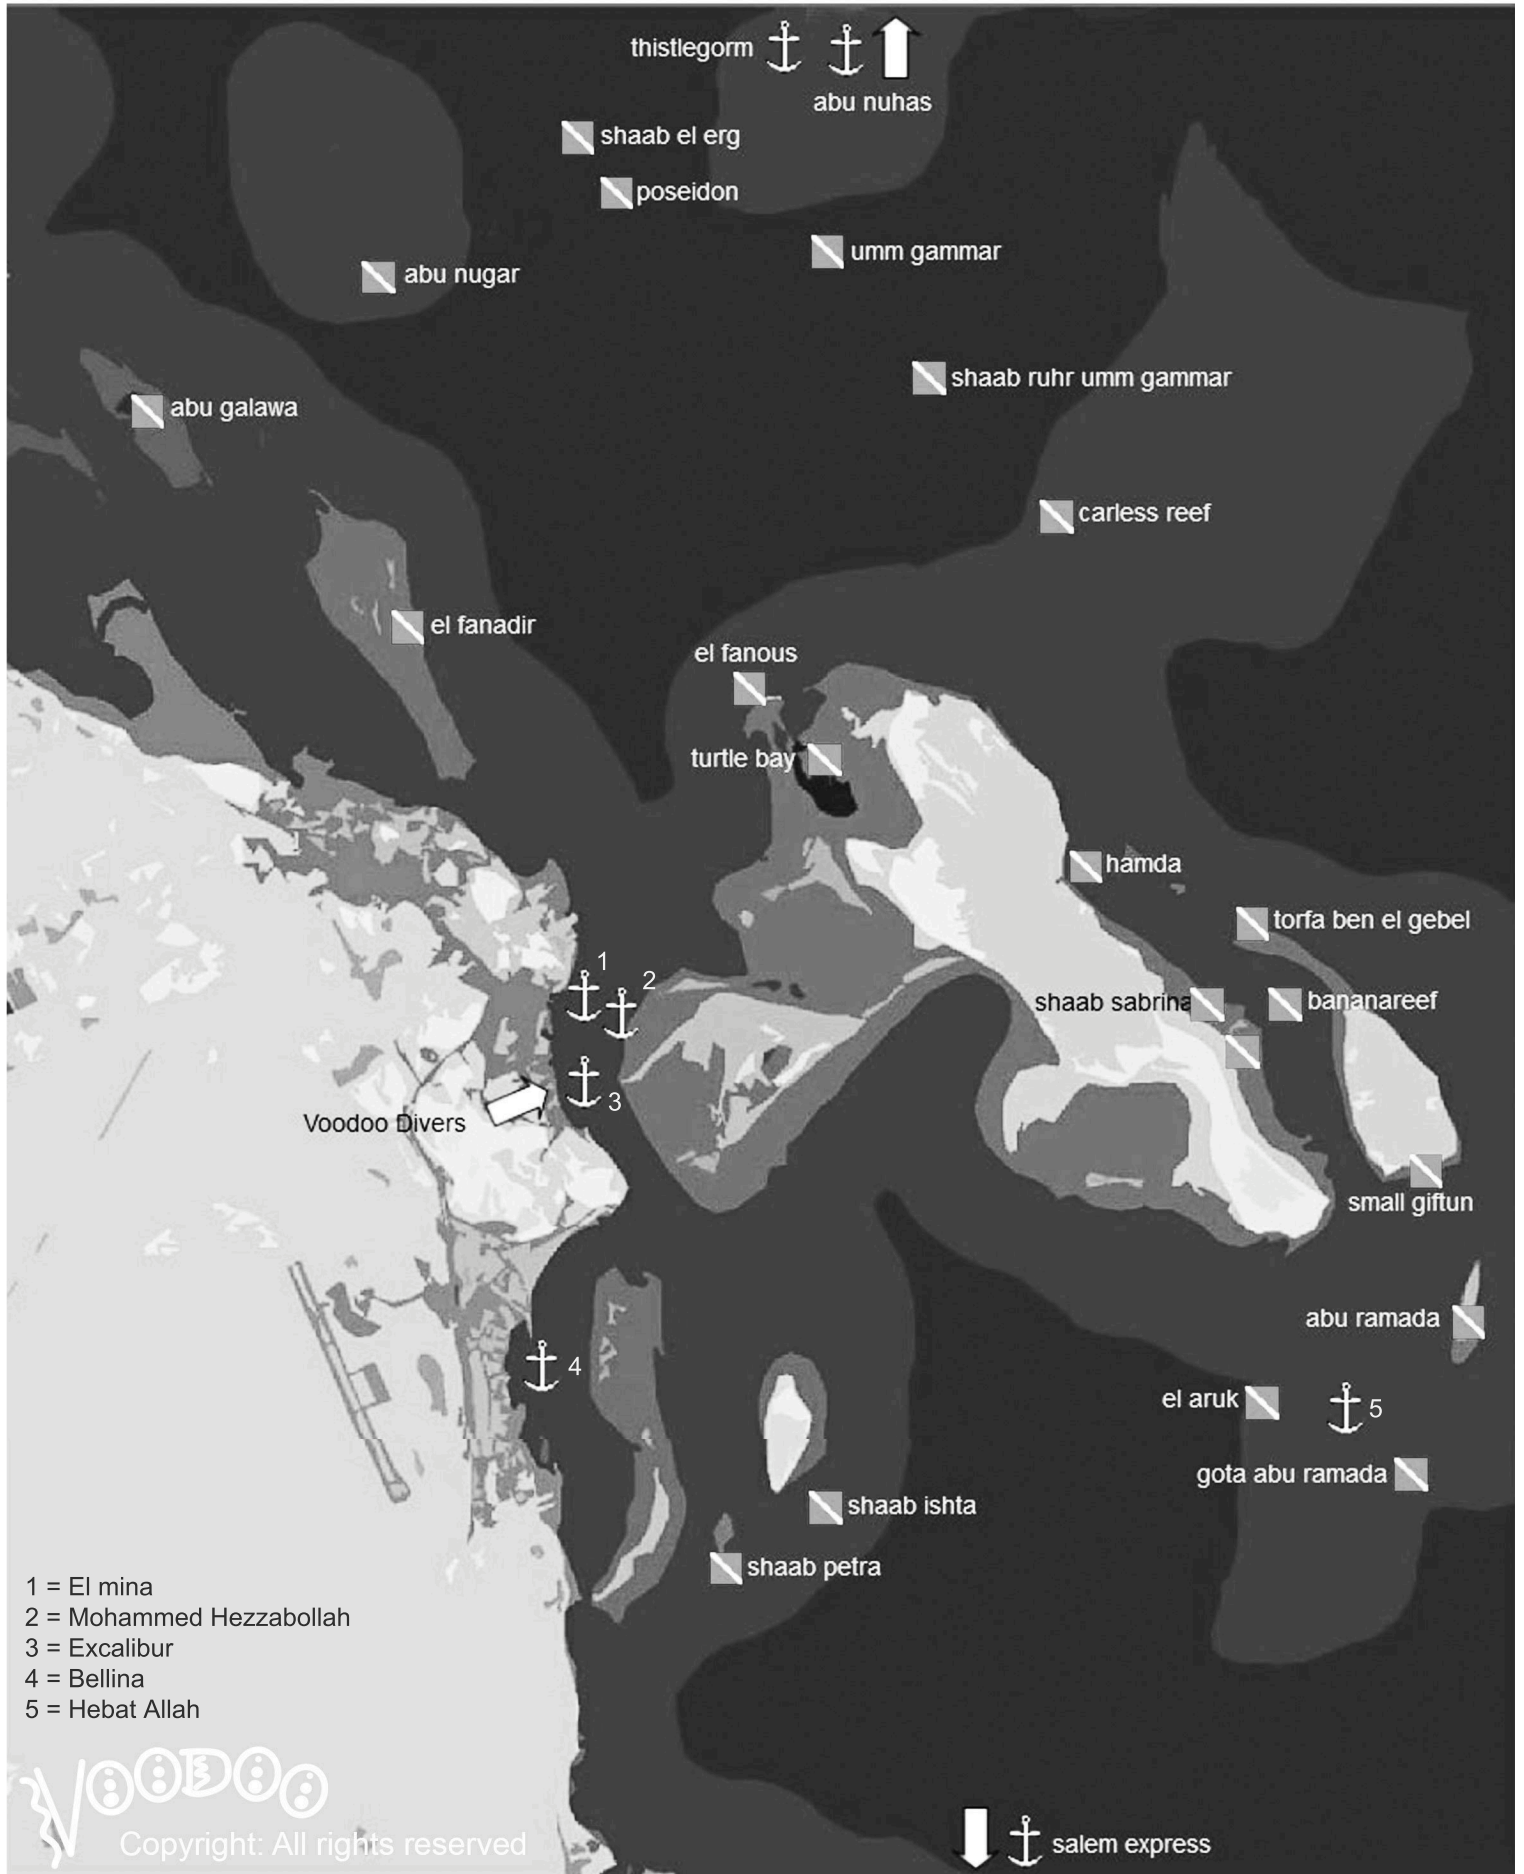 thistlegorm
abu nuhas
shaab el erg
poseidon
umm gammar
abu nugar
shaab ruhr umm gammar
abu galawa
carless reef
el fanadir
el fanous
turtle bay
hamda
torfa ben el gebel
1
2
shaab sabrina
bananareef
3
Voodoo Divers
small giftun
abu ramada
4
el aruk
5
gota abu ramada
shaab ishta
shaab petra
1 = El mina
2 = Mohammed Hezzabollah
3 = Excalibur
4 = Bellina
5 = Hebat Allah
VOODOO
Copyright: All rights reserved
salem express